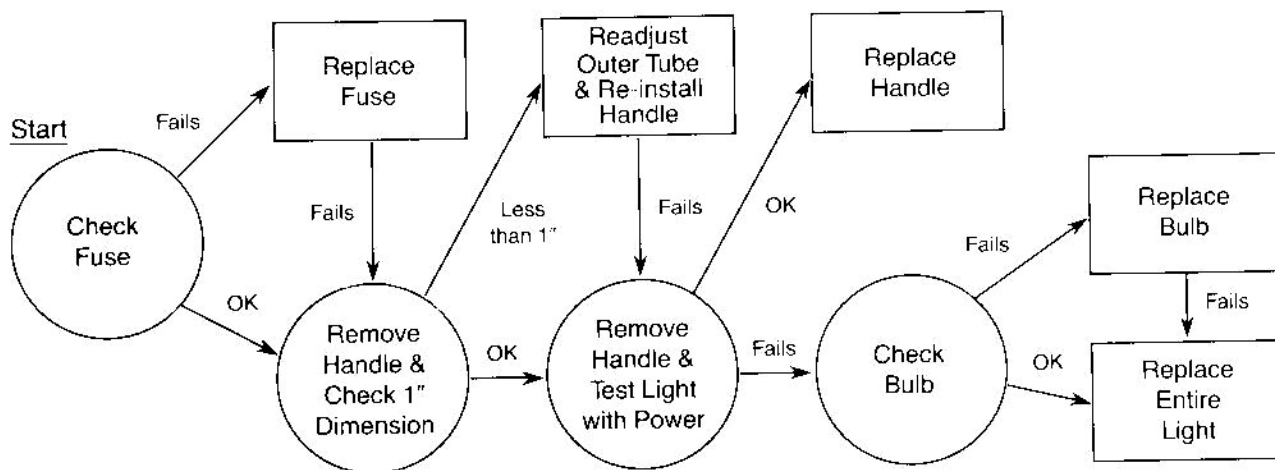 Start
Check
Fuse
Fails
OK
Replace
Fuse
Fails
Remove
Handle &
Check 1″
Dimension
Less
than 1″
OK
Readjust
Outer Tube
& Re-install
Handle
Fails
Remove
Handle &
Test Light
with Power
OK
Replace
Handle
Fails
Check
Bulb
Fails
Replace
Bulb
Fails
OK
Replace
Entire
Light